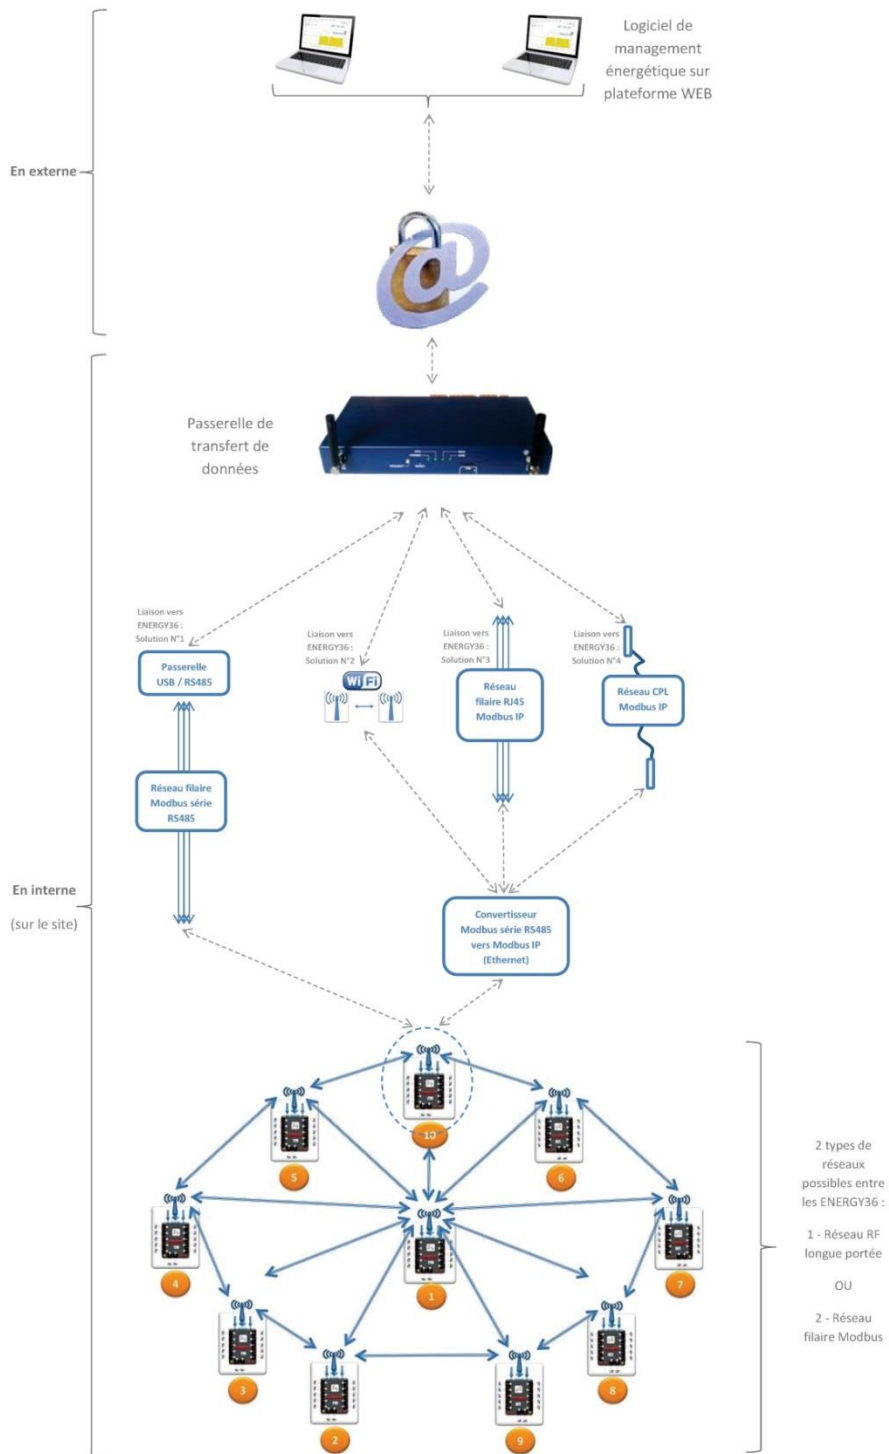 Logiciel de
management
énergétique sur
plateforme WEB
En externe
Passerelle de
transfert de
données
Liaison vers
ENERGY36 :
Solution N°1
Passerelle
USB / RS485
Réseau filaire
Modbus série
RS485
Liaison vers
ENERGY36 :
Solution N°2
Wi Fi
Liaison vers
ENERGY36 :
Solution N°3
Réseau
filaire RJ45
Modbus IP
Liaison vers
ENERGY36 :
Solution N°4
Réseau CPL
Modbus IP
En interne
(sur le site)
Convertisseur
Modbus série RS485
vers Modbus IP
(Ethernet)
10
5
6
4
1
7
3
8
2
9
2 types de
réseaux
possibles entre
les ENERGY36 :
1 - Réseau RF
longue portée
OU
2 - Réseau
filaire Modbus